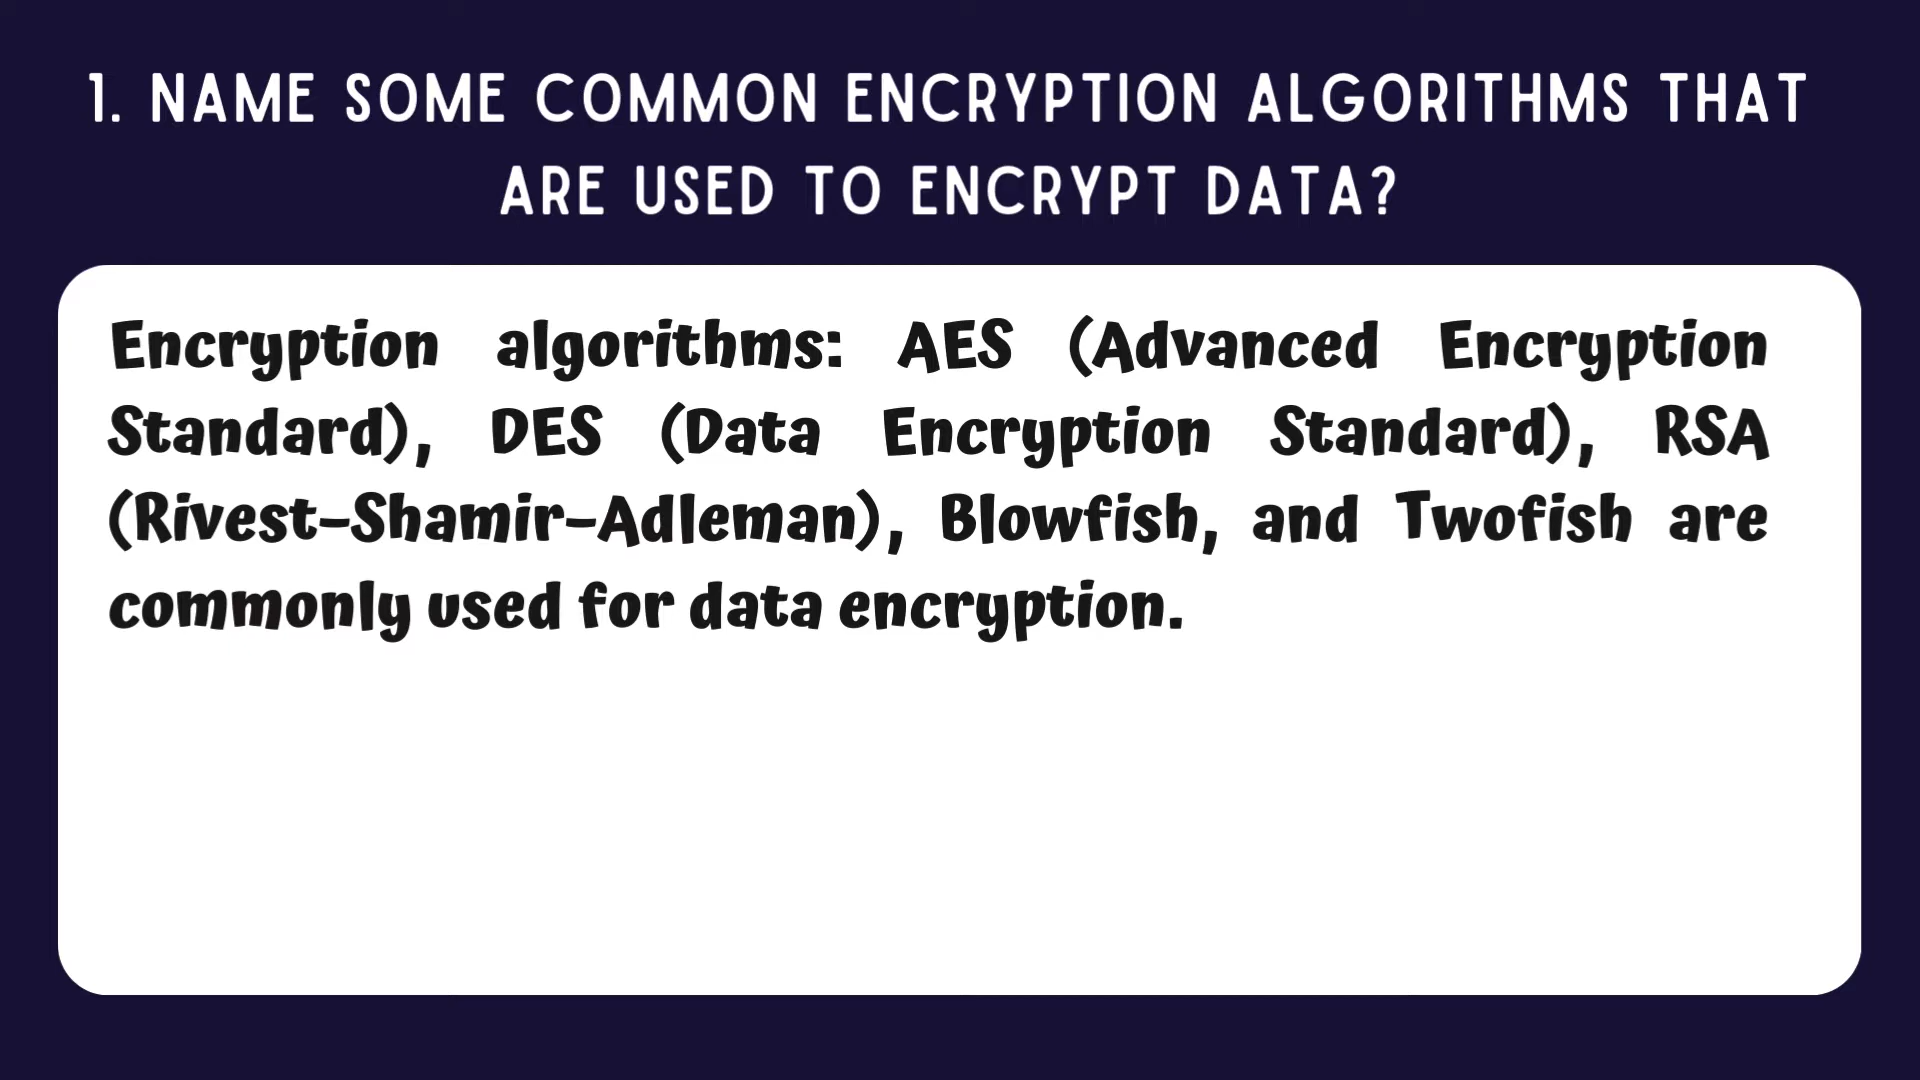 1. NAME SOME COMMON ENCRYPTION ALGORITHMS THAT
ARE USED TO ENCRYPT DATA?
Encryption algorithms: AES (Advanced Encryption
Standard), DES (Data Encryption Standard), RSA
(Rivest–Shamir–Adleman), Blowfish, and Twofish are
commonly used for data encryption.